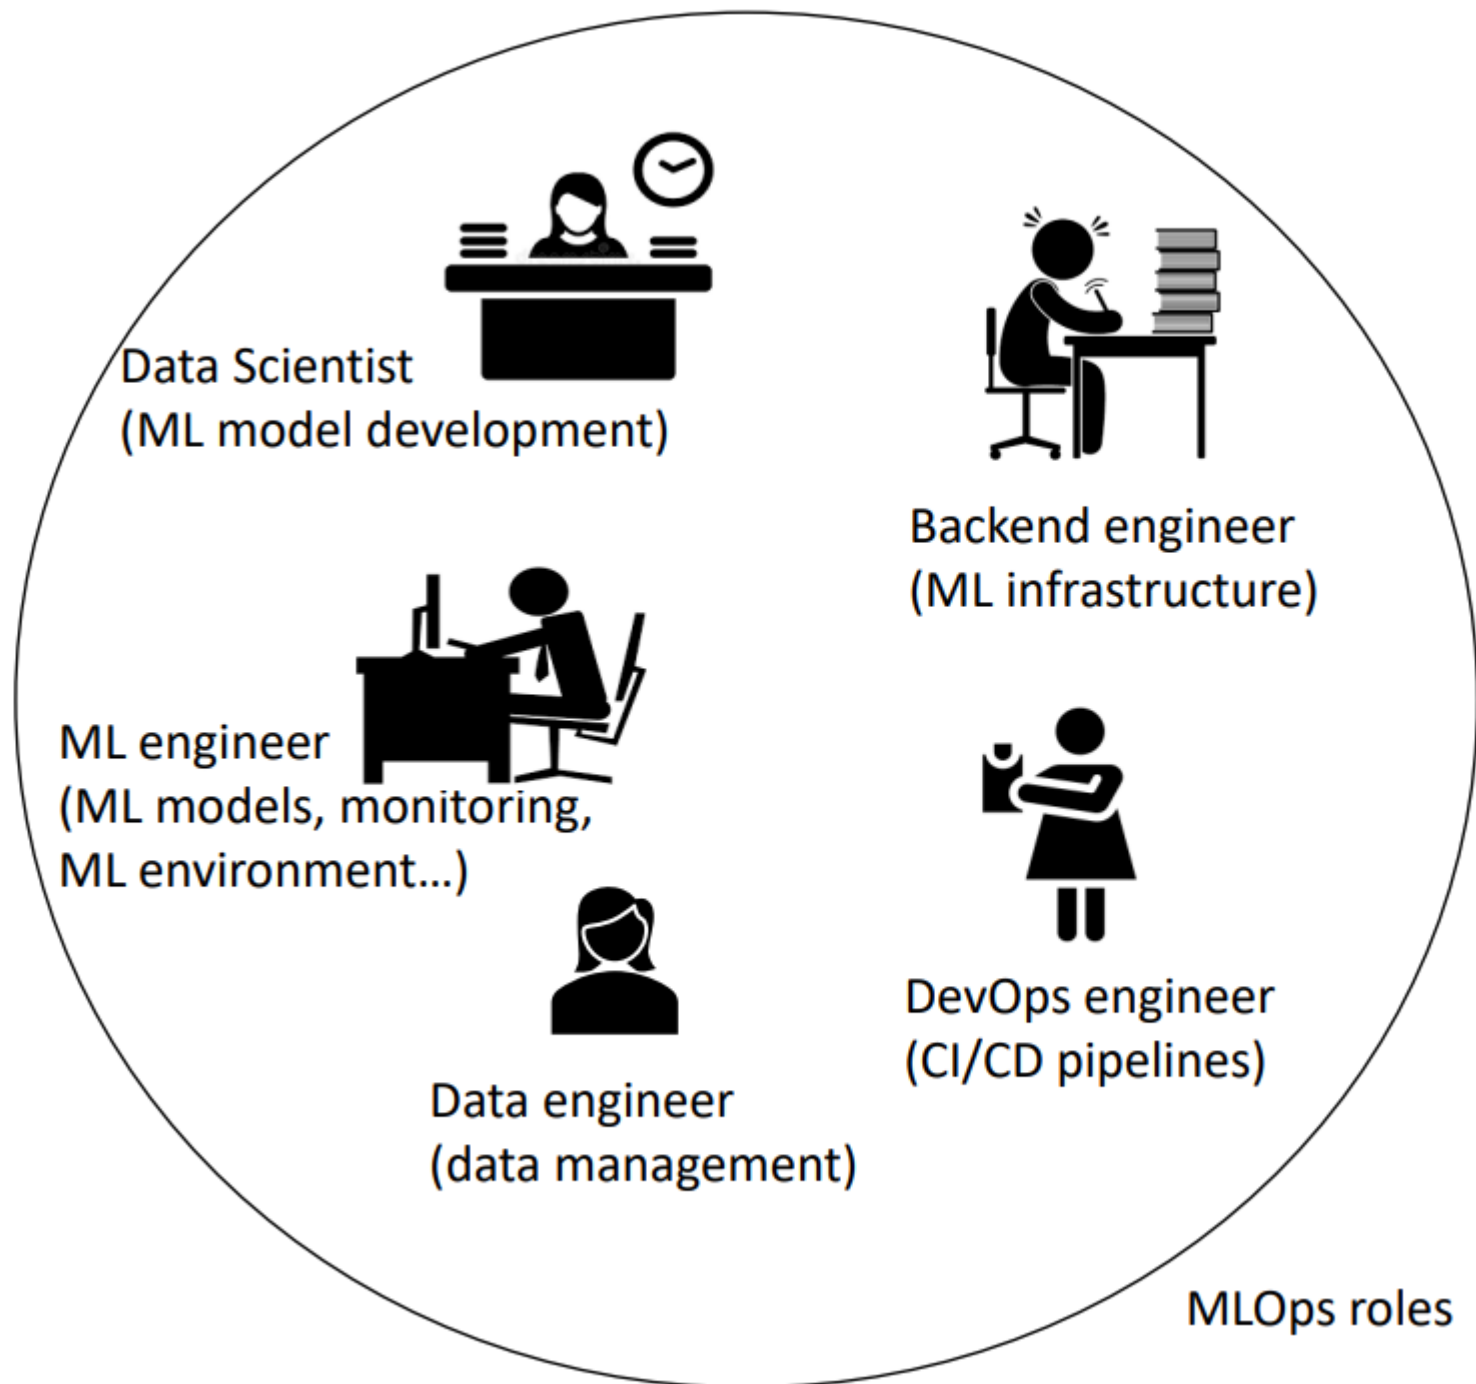 Data Scientist
(ML model development)
Backend engineer
(ML infrastructure)
ML engineer
(ML models, monitoring,
ML environment...)
DevOps engineer
(CI/CD pipelines)
Data engineer
(data management)
MLOps roles